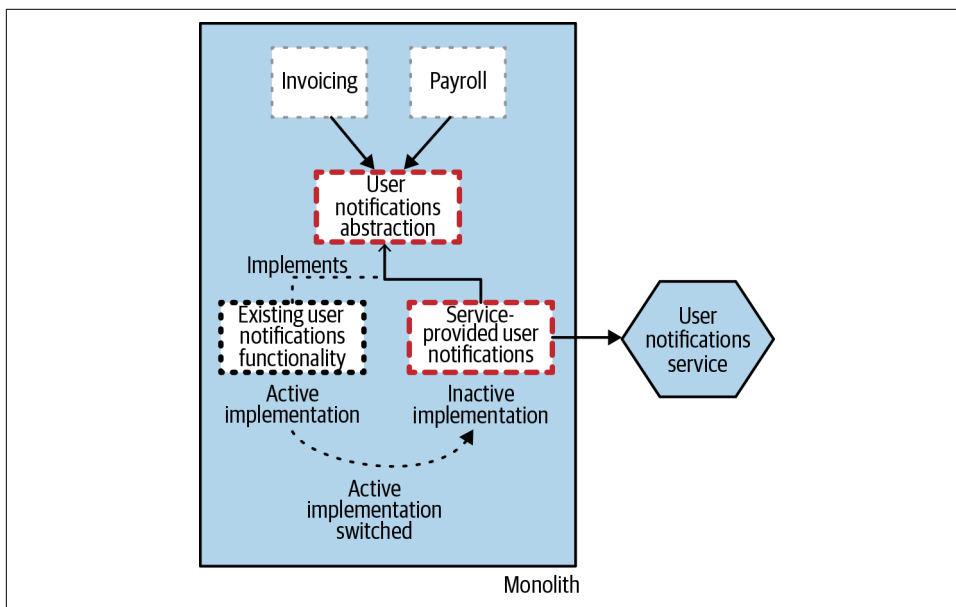 Invoicing
Payroll
User
notifications
abstraction
Implements
Existing user
notifications
functionality
Service-
provided user
notifications
User
notifications
service
Active
implementation
Inactive
implementation
Active
implementation
switched
Monolith